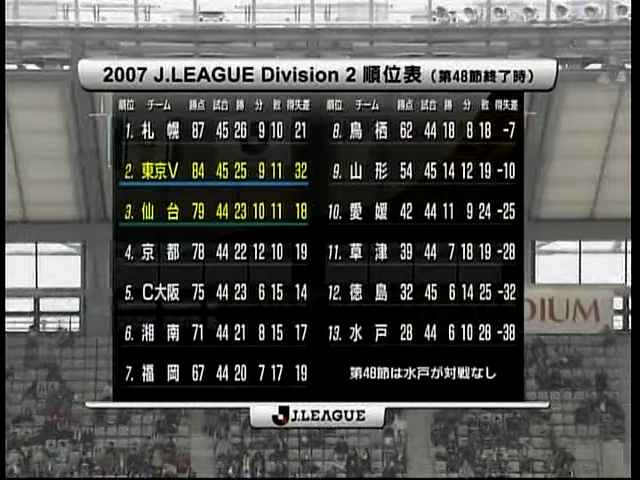 2007 J.LEAGUE Division 2 順位表（第48節終了時）
順位 チーム 勝点 試合 勝 分 敗 得失差
1. 札幌 87 45 26 9 10 21
2. 東京V 84 45 25 9 11 32
3. 仙台 79 44 23 10 11 18
4. 京都 78 44 22 12 10 19
5. C大阪 75 44 23 6 15 14
6. 湘南 71 44 21 8 15 17
7. 福岡 67 44 20 7 17 19
順位 チーム 勝点 試合 勝 分 敗 得失差
8. 鳥栖 62 44 18 8 18 -7
9. 山形 54 45 14 12 19 -10
10. 愛媛 42 44 11 9 24 -25
11. 草津 39 44 7 18 19 -28
12. 徳島 32 45 6 14 25 -32
13. 水戸 28 44 6 10 28 -38
第48節は水戸が対戦なし
DIUM
J.LEAGUE